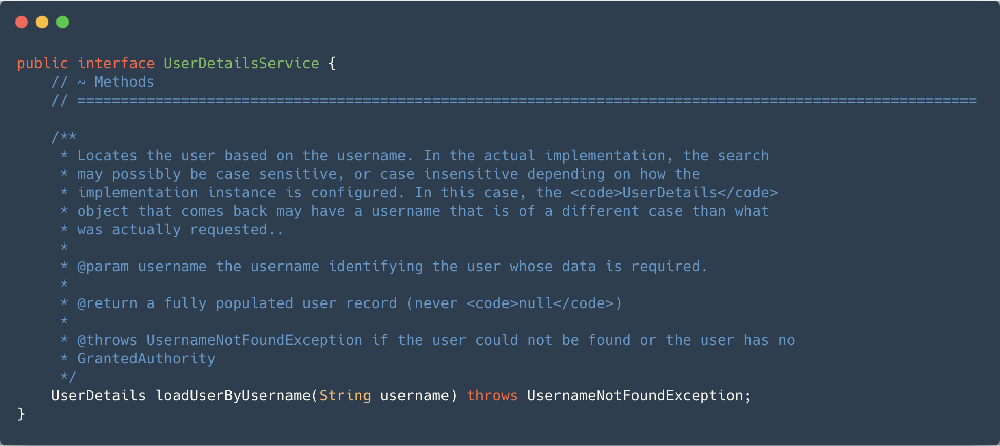 public interface UserDetailsService {
    // ~ Methods
    // ========================================================================================================

    /**
     * Locates the user based on the username. In the actual implementation, the search
     * may possibly be case sensitive, or case insensitive depending on how the
     * implementation instance is configured. In this case, the <code>UserDetails</code>
     * object that comes back may have a username that is of a different case than what
     * was actually requested..
     *
     * @param username the username identifying the user whose data is required.
     *
     * @return a fully populated user record (never <code>null</code>)
     *
     * @throws UsernameNotFoundException if the user could not be found or the user has no
     * GrantedAuthority
     */
    UserDetails loadUserByUsername(String username) throws UsernameNotFoundException;
}